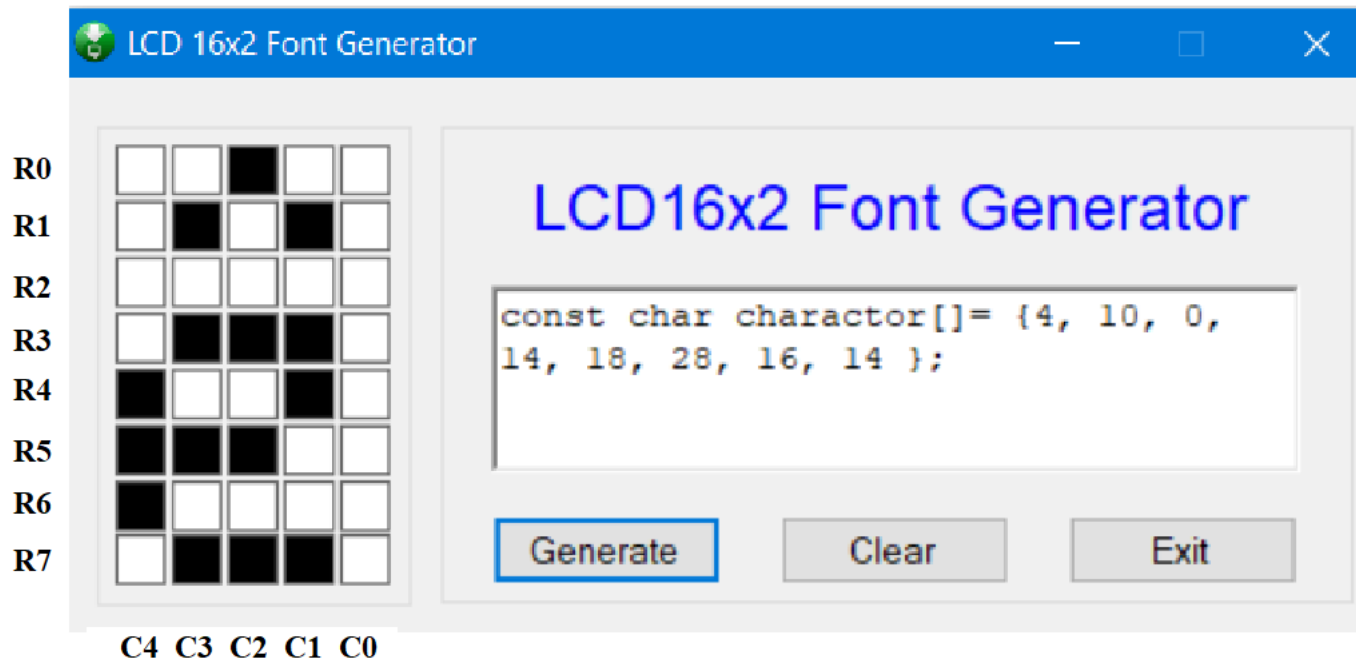 LCD 16x2 Font Generator
R0
R1
R2
R3
R4
R5
R6
R7
C4 C3 C2 C1 C0
LCD16x2 Font Generator
const char charactor[]= {4, 10, 0,
14, 18, 28, 16, 14 };
Generate Clear Exit